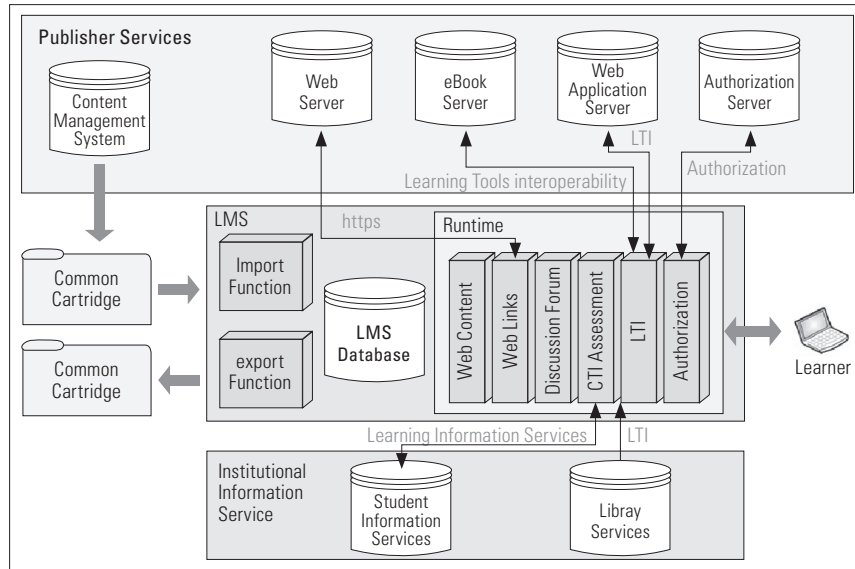 Publisher Services
Content
Management
System
Web
Server
eBook
Server
Web
Application
Server
Authorization
Server
LTI
Authorization
Learning Tools interoperability
https
LMS
Runtime
Common
Cartridge
Import
Function
LMS
Database
Web Content
Web Links
Discussion Forum
CTI Assessment
LTI
Authorization
Learner
Common
Cartridge
export
Function
Learning Information Services
LTI
Institutional
Information
Service
Student
Information
Services
Libray
Services